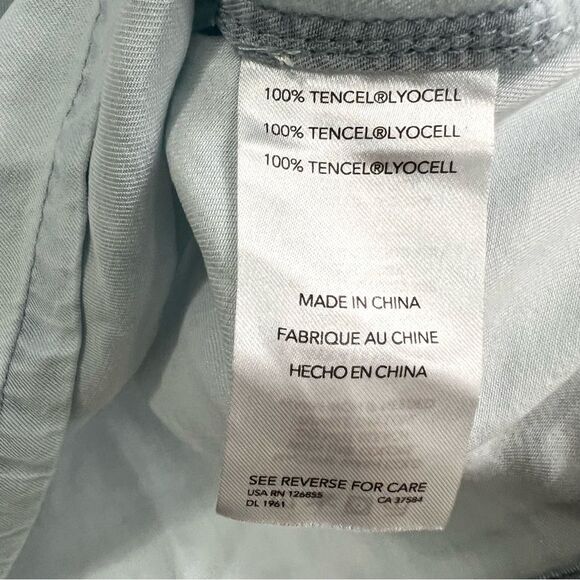 100% TENCEL®LYOCELL
100% TENCEL®LYOCELL
100% TENCEL®LYOCELL
MADE IN CHINA
FABRIQUE AU CHINE
HECHO EN CHINA
SEE REVERSE FOR CARE
USA RN 126855 CA 37584
DL 1961